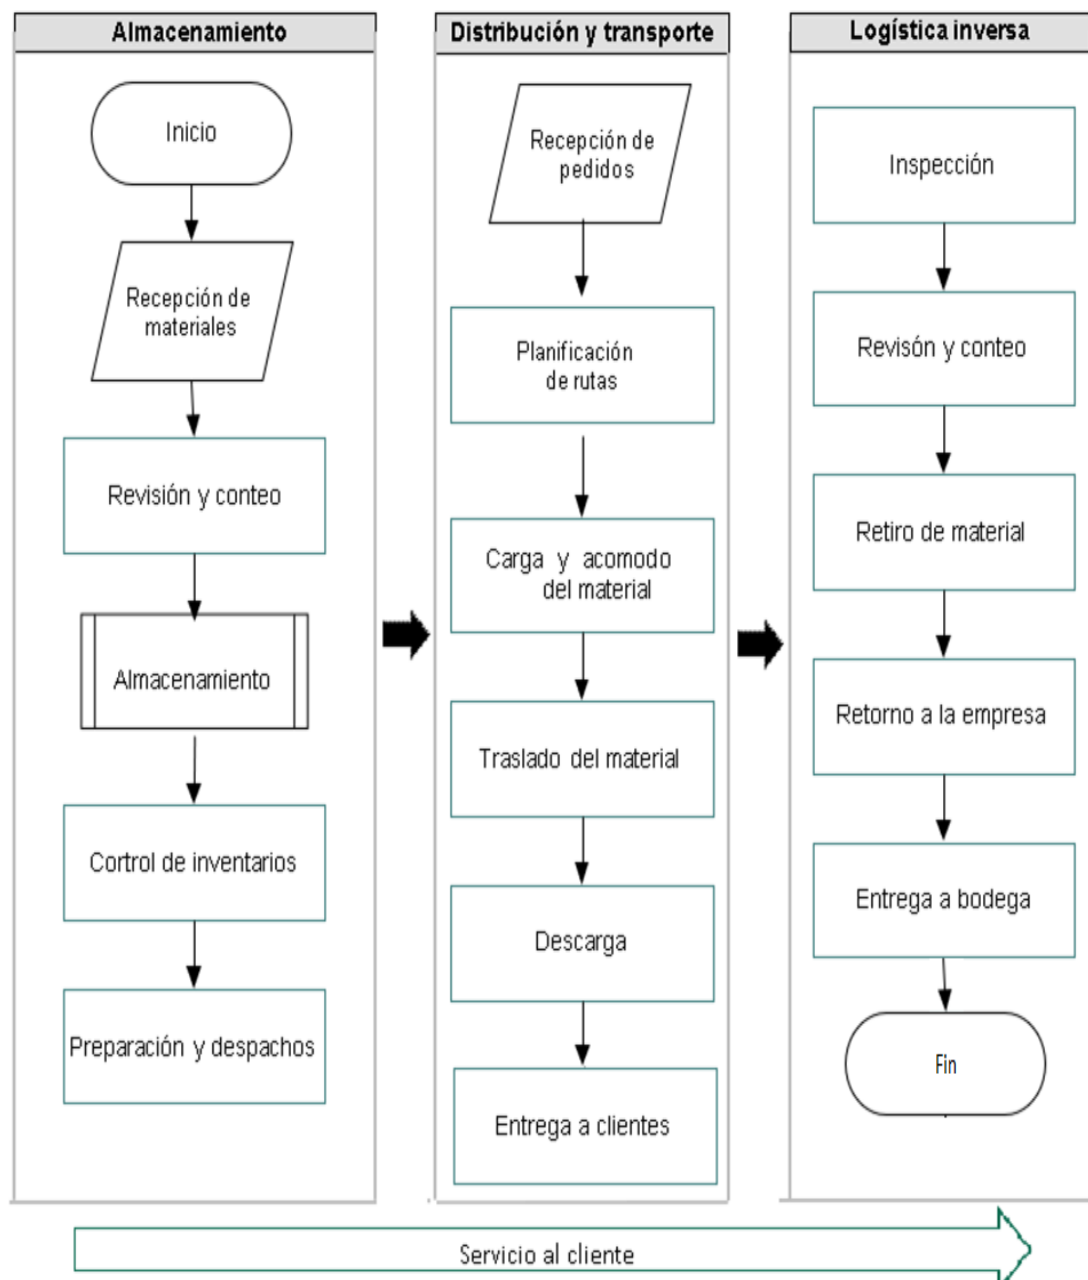 Almacenamiento
Inicio
Recepción de
materiales
Revisión y conteo
Almacenamiento
Cortrol de inventarios
Preparación y despachos
Distribución y transporte
Recepción de
pedidos
Planificación
de rutas
Carga y acomodo
del material
Traslado del material
Descarga
Entrega a clientes
Logística inversa
Inspección
Revisón y conteo
Retiro de material
Retorno a la empresa
Entrega a bodega
Fin
Servicio al cliente